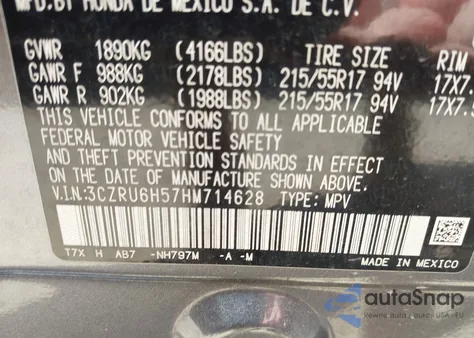 MFD.BY HONDA DE MEXICO S.A. DE C.V.
GVWR 1890KG (4166LBS) TIRE SIZE RIM
GAWR F 988KG (2178LBS) 215/55R17 94V 17X7.
GAWR R 902KG (1988LBS) 215/55R17 94V 17X7.
THIS VEHICLE CONFORMS TO ALL APPLICABLE
FEDERAL MOTOR VEHICLE SAFETY
AND THEFT PREVENTION STANDARDS IN EFFECT
ON THE DATE OF MANUFACTURE
SHOWN ABOVE.
V.I.N:3CZRU6H57HM714628 TYPE: MPV
T7X H AB7 -NH797M -A -M
MADE IN MEXICO
autoSnap